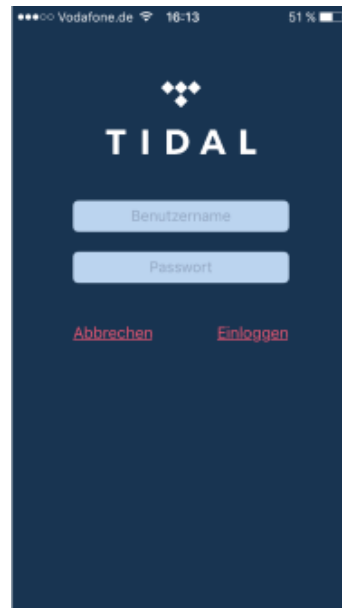 Vodafone.de 16:13 51 %
TIDAL
Benutzername
Passwort
Abbrechen Einloggen